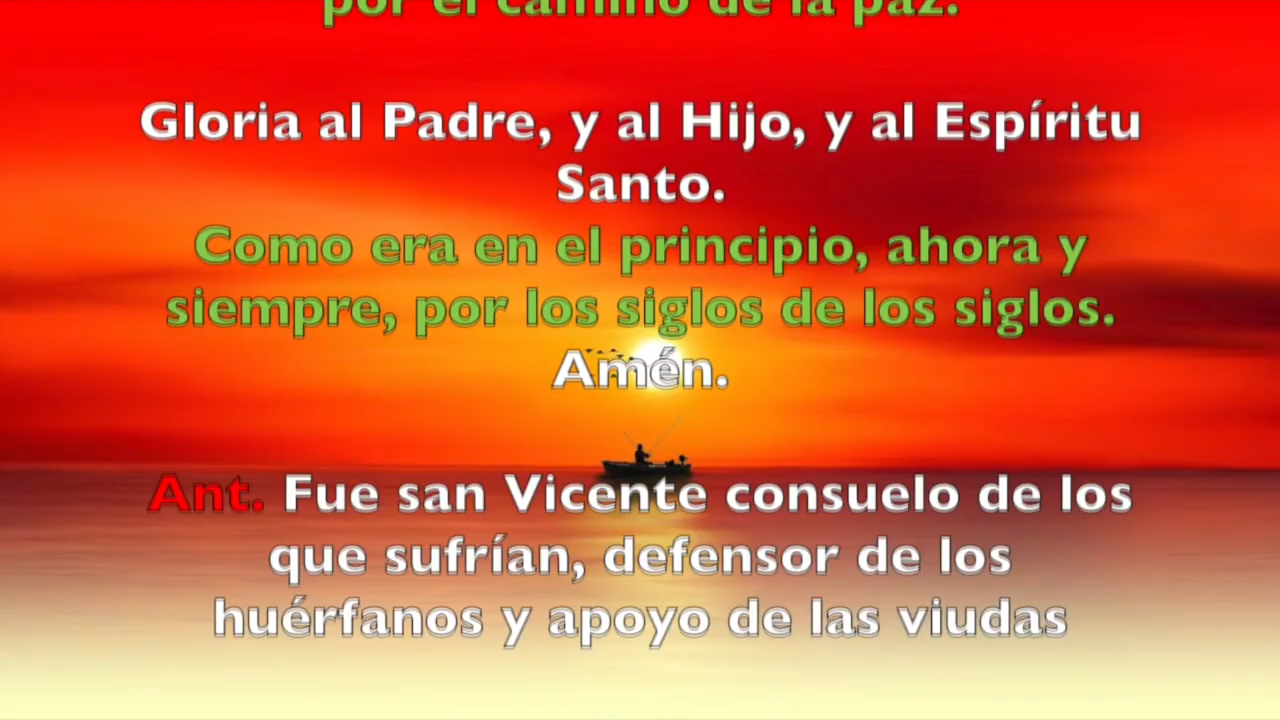 por el camino de la paz.
Gloria al Padre, y al Hijo, y al Espíritu
Santo.
Como era en el principio, ahora y
siempre, por los siglos de los siglos.
Amén.
Ant. Fue san Vicente consuelo de los
que sufrían, defensor de los
huérfanos y apoyo de las viudas